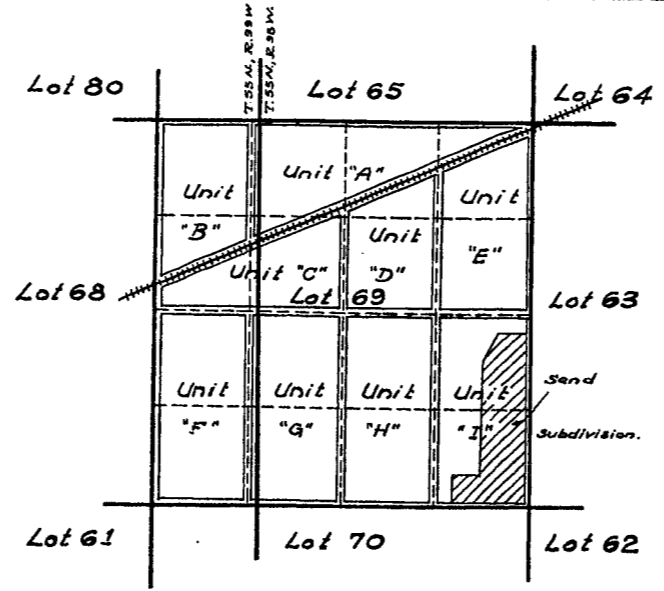 T. 55 N., R. 99 W.
T. 55 N., R. 98 W.
Lot 80
Lot 65
Lot 64
Unit "A"
Unit
"B"
Unit
"E"
Unit
"D"
Unit "C"
Lot 68
Lot 69
Lot 63
Unit
"F"
Unit
"G"
Unit
"H"
Unit
"I"
Sand
Subdivision.
Lot 61
Lot 70
Lot 62